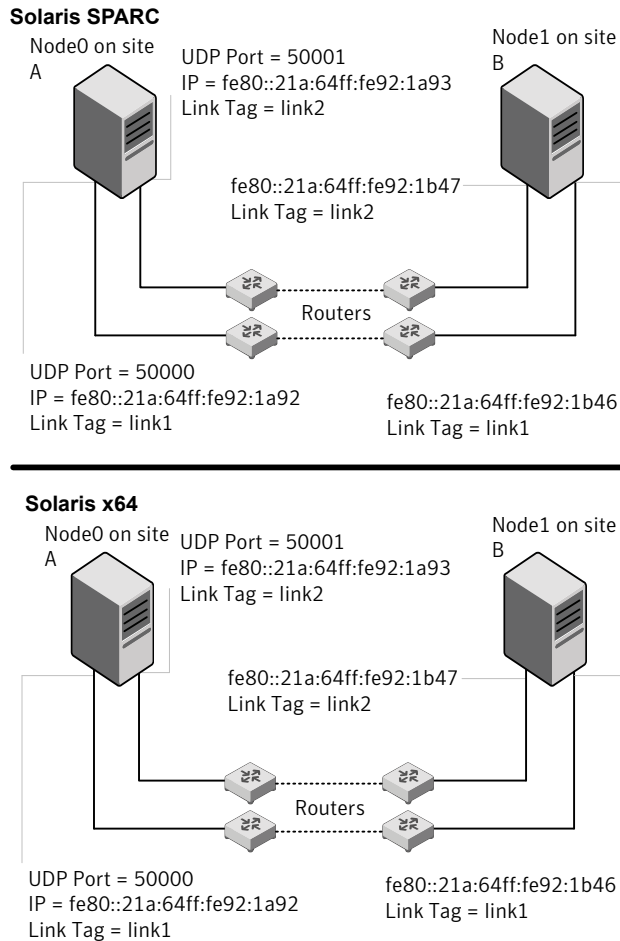 Solaris SPARC
Node0 on site
A
UDP Port = 50001
IP = fe80::21a:64ff:fe92:1a93
Link Tag = link2
Node1 on site
B
fe80::21a:64ff:fe92:1b47
Link Tag = link2
Routers
UDP Port = 50000
IP = fe80::21a:64ff:fe92:1a92
Link Tag = link1
fe80::21a:64ff:fe92:1b46
Link Tag = link1
Solaris x64
Node0 on site
A
UDP Port = 50001
IP = fe80::21a:64ff:fe92:1a93
Link Tag = link2
Node1 on site
B
fe80::21a:64ff:fe92:1b47
Link Tag = link2
Routers
UDP Port = 50000
IP = fe80::21a:64ff:fe92:1a92
Link Tag = link1
fe80::21a:64ff:fe92:1b46
Link Tag = link1